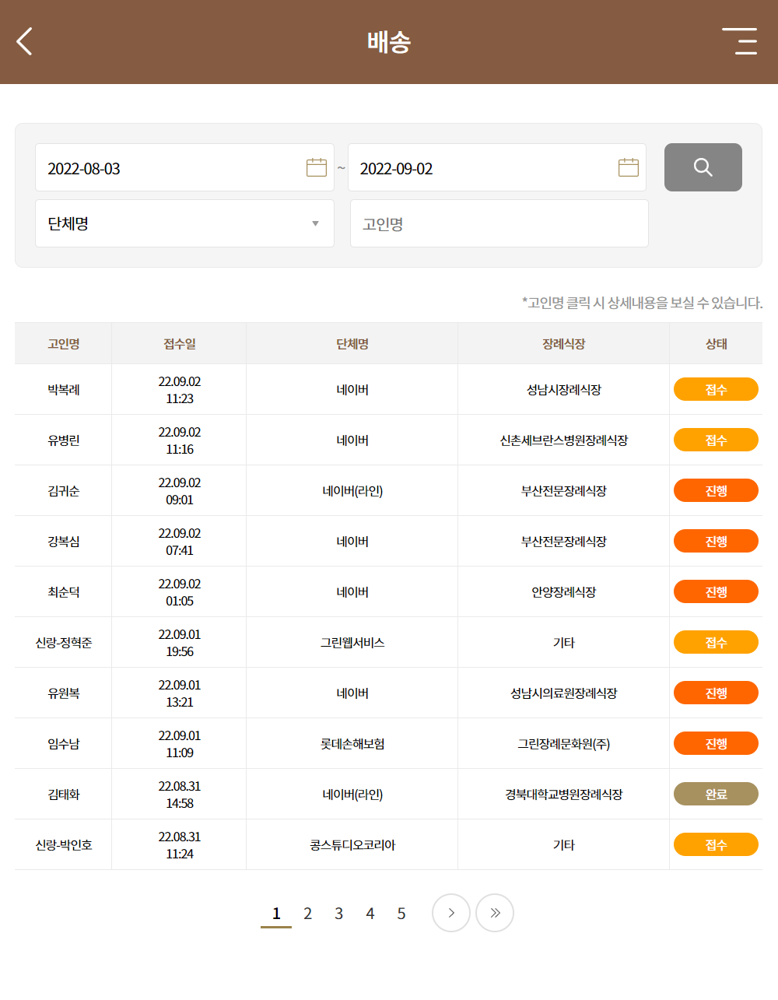 배송
2022-08-03 ~ 2022-09-02
단체명 고인명
*고인명 클릭 시 상세내용을 보실 수 있습니다.
고인명 접수일 단체명 장례식장 상태
박복례 22.09.02 11:23 네이버 성남시장례식장 접수
유병린 22.09.02 11:16 네이버 신촌세브란스병원장례식장 접수
김귀순 22.09.02 09:01 네이버(라인) 부산전문장례식장 진행
강복심 22.09.02 07:41 네이버 부산전문장례식장 진행
최순덕 22.09.02 01:05 네이버 안양장례식장 진행
신랑-정혁준 22.09.01 19:56 그린웹서비스 기타 접수
유원복 22.09.01 13:21 네이버 성남시의료원장례식장 진행
임수남 22.09.01 11:09 롯데손해보험 그린장례문화원(주) 진행
김태화 22.08.31 14:58 네이버(라인) 경북대학교병원장례식장 완료
신랑-박인호 22.08.31 11:24 콩스튜디오코리아 기타 접수
1 2 3 4 5